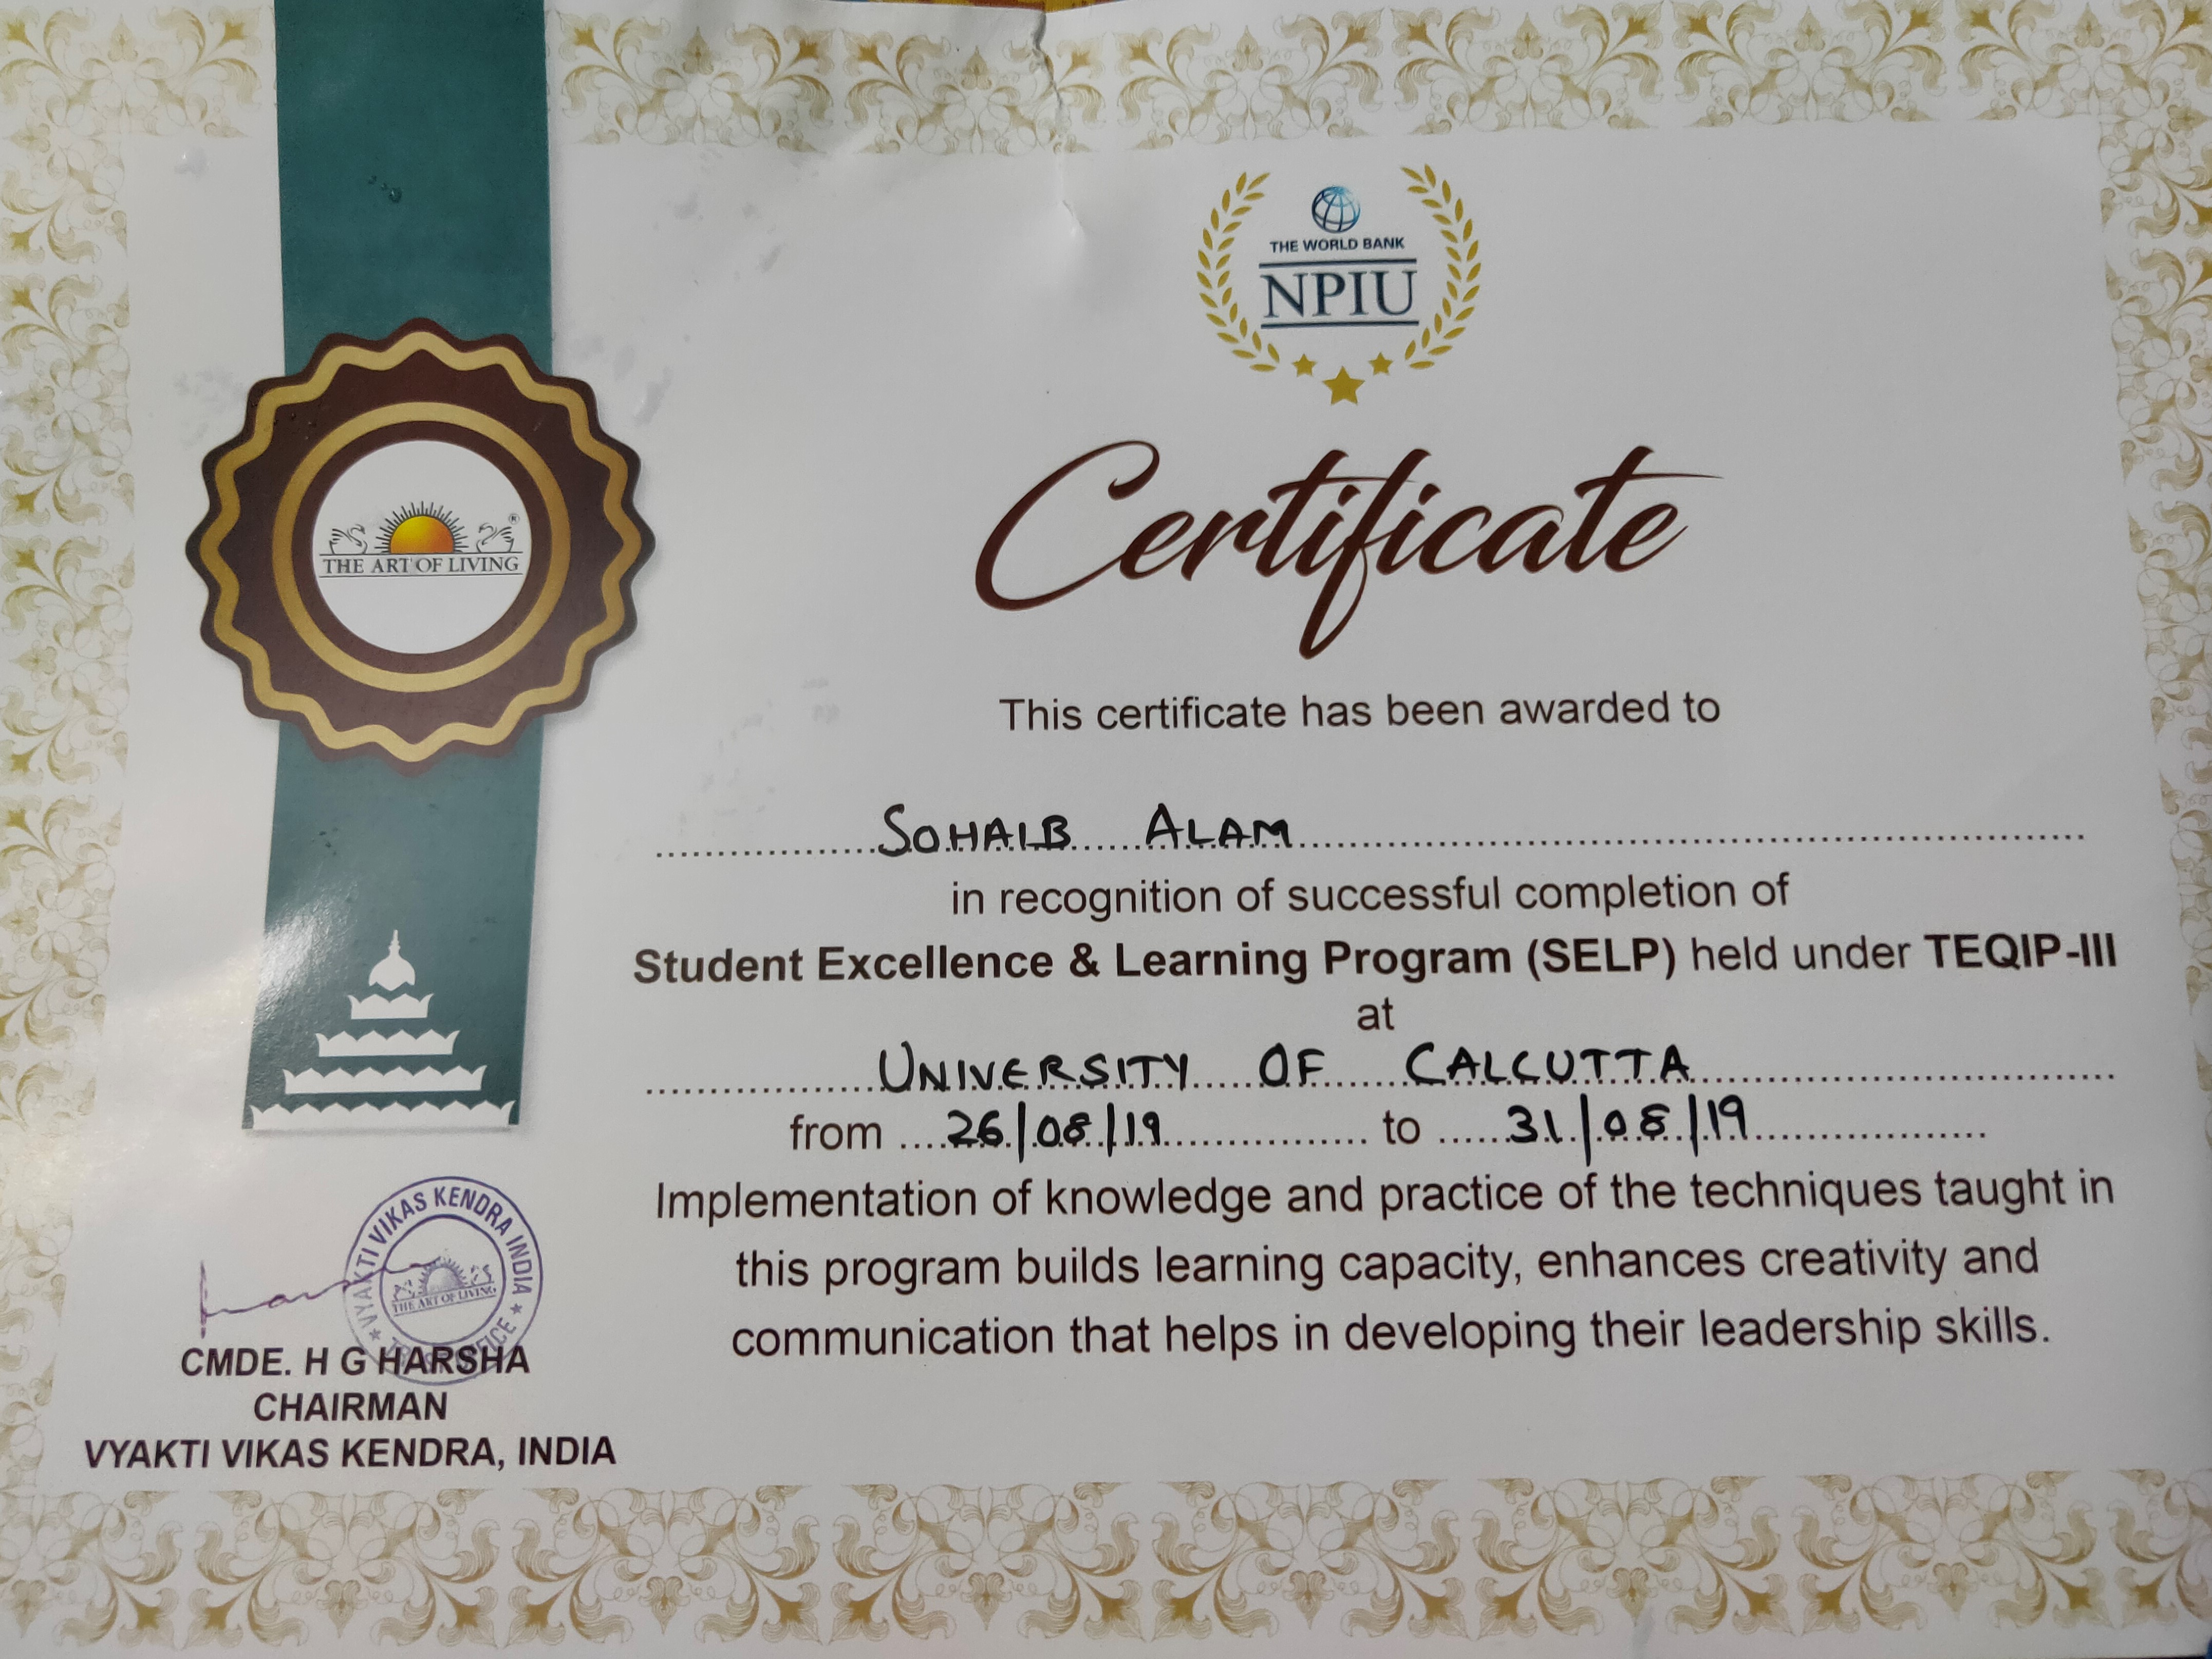 THE WORLD BANK
NPIU
®
THE ART OF LIVING
Certificate
This certificate has been awarded to
SOHAIB ALAM
in recognition of successful completion of
Student Excellence & Learning Program (SELP) held under TEQIP-III
at
UNIVERSITY OF CALCUTTA
from 26/08/19 to 31/08/19
Implementation of knowledge and practice of the techniques taught in
this program builds learning capacity, enhances creativity and
communication that helps in developing their leadership skills.
VYAKTI VIKAS KENDRA INDIA
THE ART OF LIVING
CMDE. H G HARSHA
CHAIRMAN
VYAKTI VIKAS KENDRA, INDIA